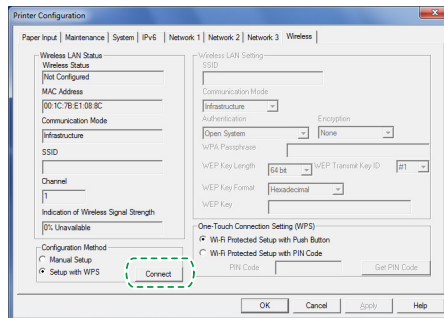 Printer Configuration
Paper Input Maintenance System IPv6 Network 1 Network 2 Network 3 Wireless
Wireless LAN Status
Wireless Status
Not Configured
MAC Address
00:1C:7B:E1:08:8C
Communication Mode
Infrastructure
SSID
Channel
1
Indication of Wireless Signal Strength
0% Unavailable
Configuration Method
Manual Setup
Setup with WPS
Connect
Wireless LAN Setting
SSID
Communication Mode
Infrastructure
Authentication Encryption
Open System None
WPA Passphrase
WEP Key Length 64 bit WEP Transmit Key ID #1
WEP Key Format Hexadecimal
WEP Key
One-Touch Connection Setting (WPS)
Wi-Fi Protected Setup with Push Button
Wi-Fi Protected Setup with PIN Code
PIN Code Get PIN Code
OK Cancel Apply Help